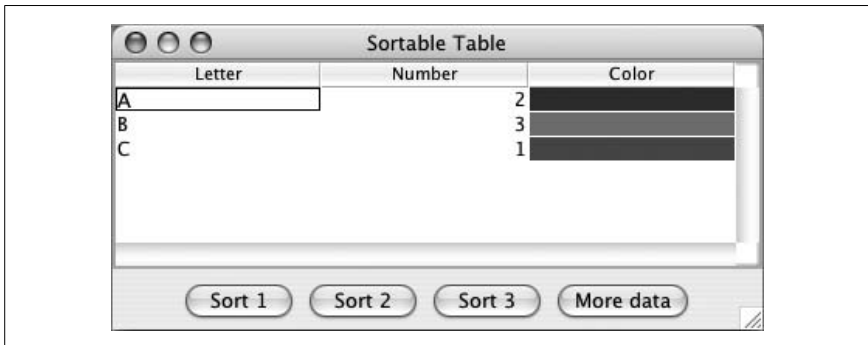 Sortable Table
Letter Number Color
A 2
B 3
C 1
Sort 1 Sort 2 Sort 3 More data